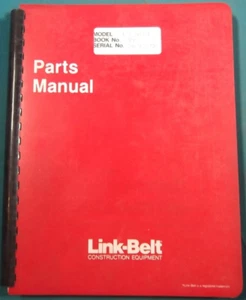 MODEL
BOOK No.
SERIAL No.
Parts
Manual
Link-Belt
CONSTRUCTION EQUIPMENT